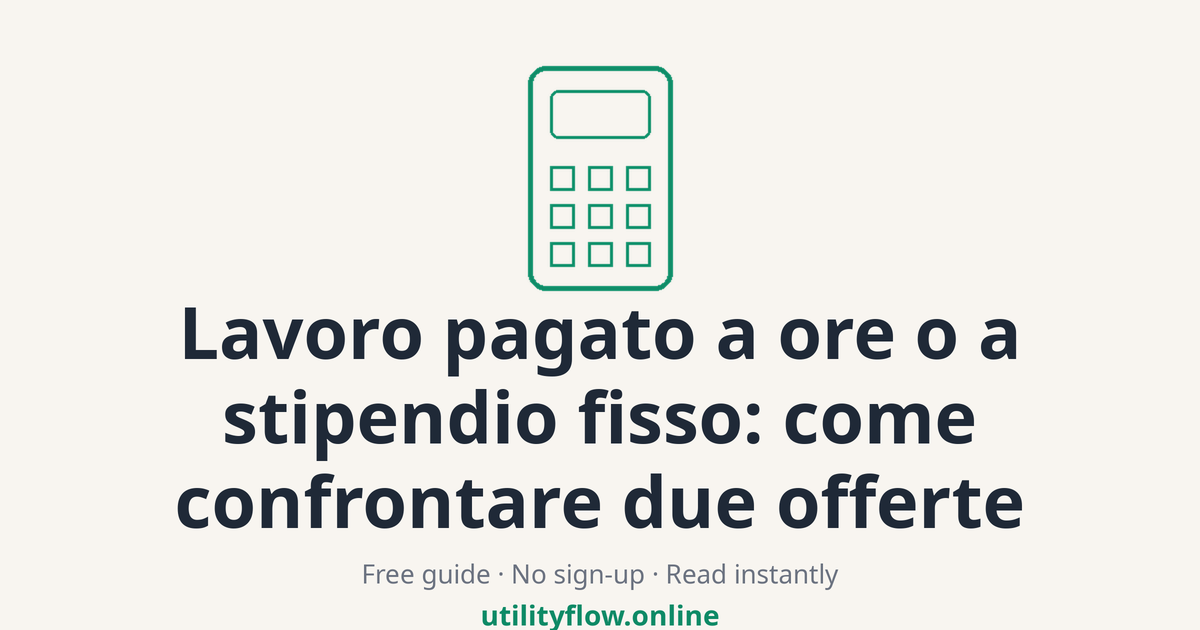 Lavoro pagato a ore o a
stipendio fisso: come
confrontare due offerte
Free guide · No sign-up · Read instantly
utilityflow.online